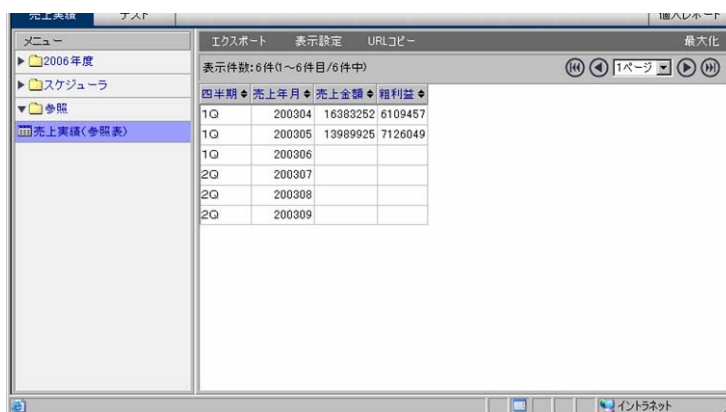 売上実績 テスト 個人レポート
メニュー
エクスポート 表示設定 URLコピー 最大化
2006年度
表示件数:6件(1~6件目/6件中) 1ページ
スケジューラ
参照
四半期 売上年月 売上金額 粗利益
売上実績(参照表)
1Q 200304 16383252 6109457
1Q 200305 13989925 7126049
1Q 200306
2Q 200307
2Q 200308
2Q 200309
イントラネット